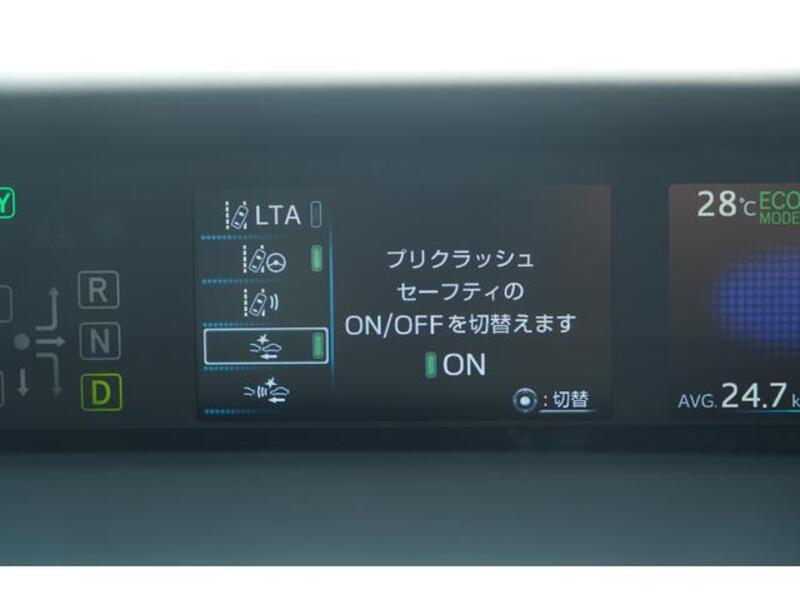 LTA
プリクラッシュ
セーフティの
ON/OFFを切替えます
ON
:切替
R
N
D
28℃
ECO
MODE
AVG. 24.7